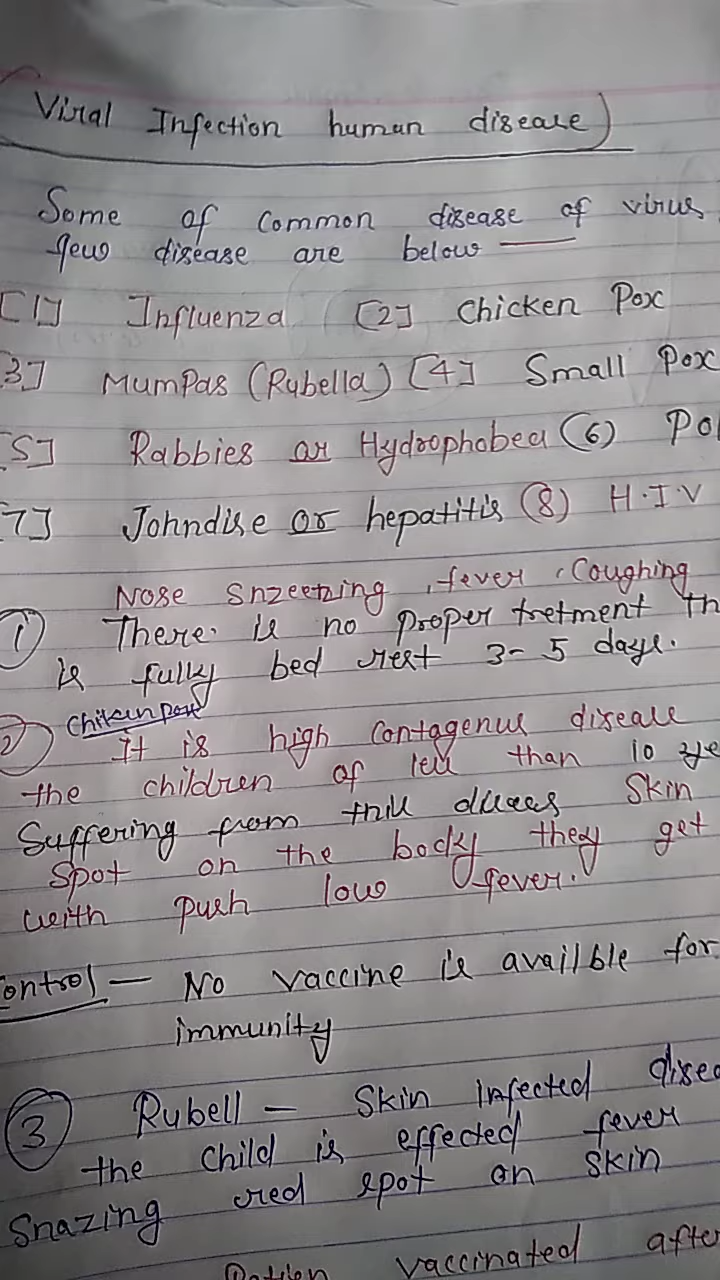 Viral Infection human disease)
Some of common disease of virus
few disease are below —
[1] Influenza [2] Chicken Pox
3] Mumpas (Rubella) [4] Small Pox
[5] Rabbies or Hydrophobea (6) Pol
7] Johndise or hepatitis (8) H.I.V
Nose snzeezing, fever, Coughing
1) There is no proper tretment th
is fully bed rest 3-5 days.
Chikenpox
2) It is high contagenus disease
the children of less than 10 ye
Suffering from this Skin
Spot on the body they get
with push low fever.
ontrol — No vaccine is availble for
immunity
3 Rubell — Skin infected disea
the child is effected fever
Snazing red spot on skin
vaccinated after